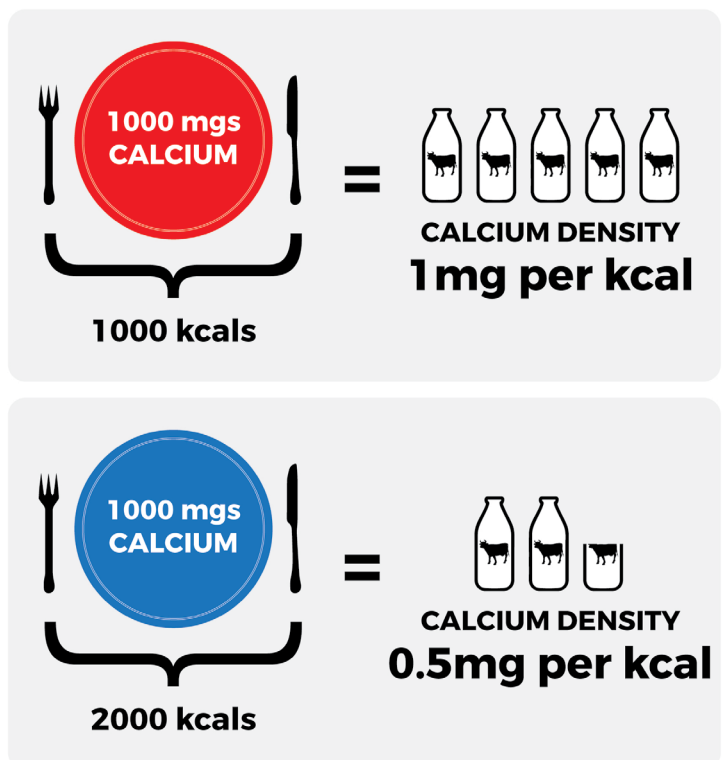 1000 mgs
CALCIUM
=
CALCIUM DENSITY
1mg per kcal
1000 kcals
1000 mgs
CALCIUM
=
CALCIUM DENSITY
0.5mg per kcal
2000 kcals